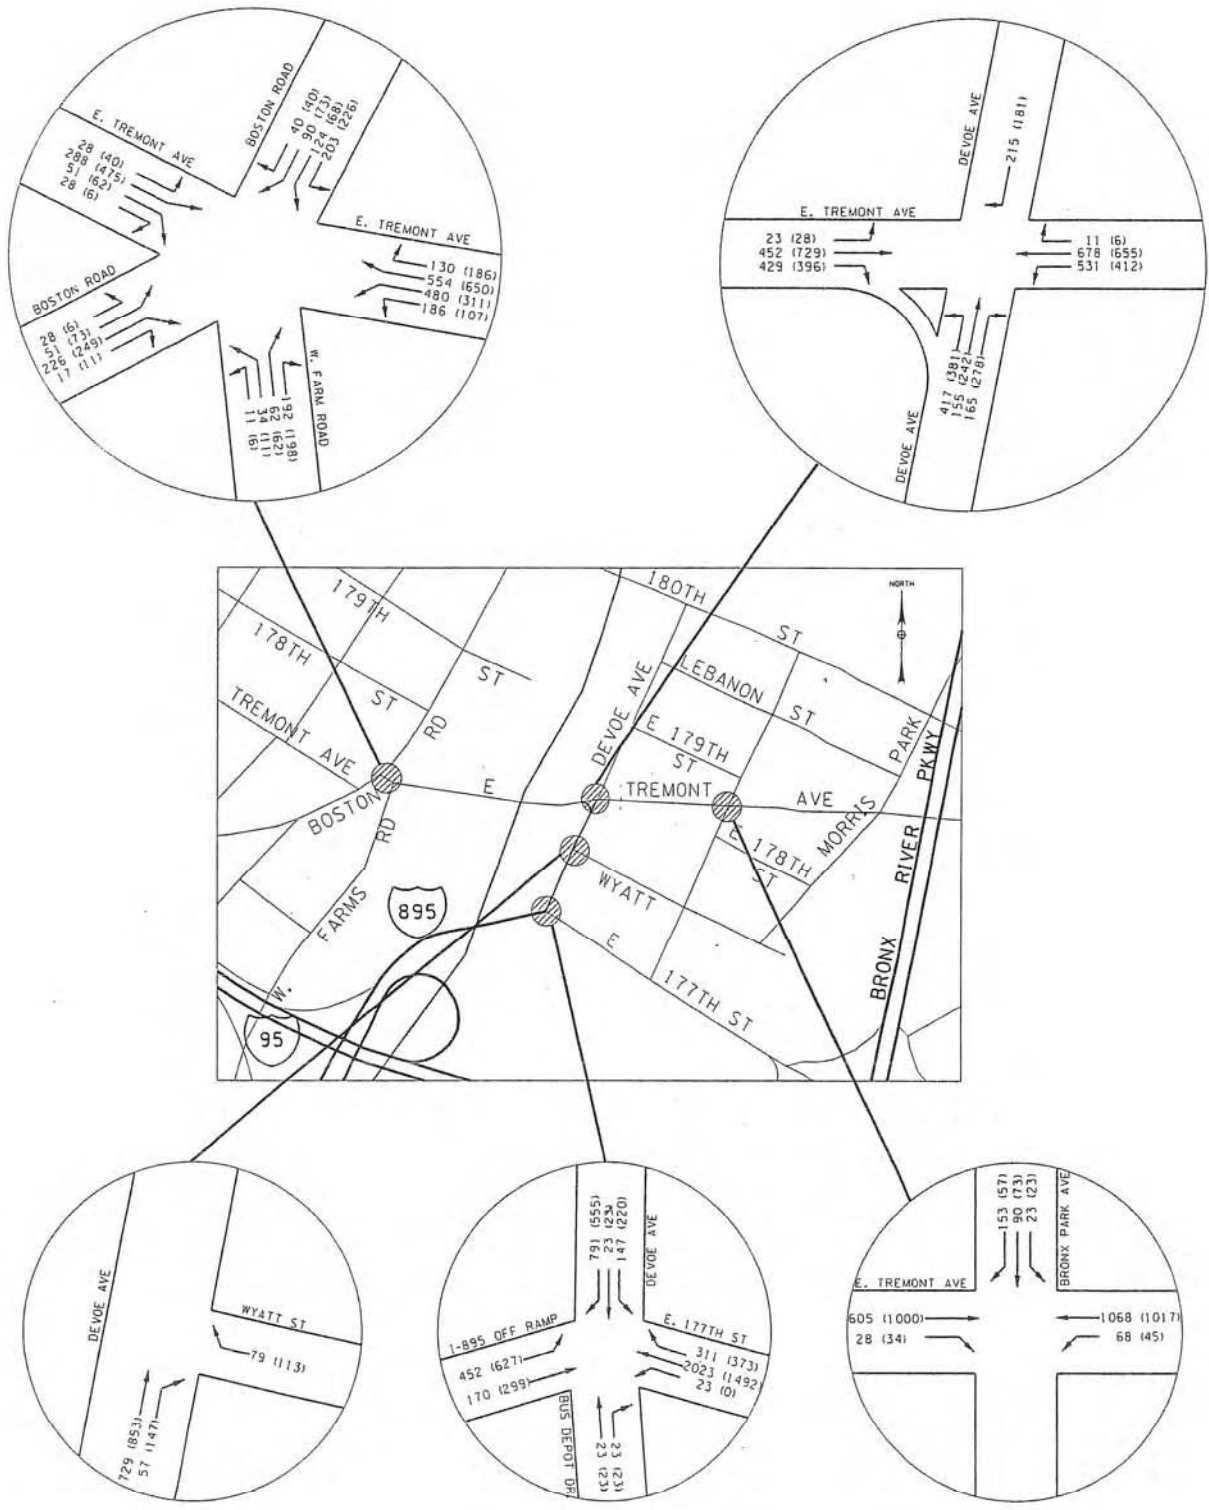 E. TREMONT AVE
BOSTON ROAD
40 (40)
90 (73)
124 (68)
203 (226)
28 (40)
288 (475)
51 (62)
28 (6)
E. TREMONT AVE
130 (186)
554 (650)
480 (311)
186 (107)
BOSTON ROAD
28 (6)
51 (73)
226 (249)
17 (11)
W. FARM ROAD
11 (6)
34 (11)
62 (62)
192 (198)
DEVOE AVE
215 (181)
E. TREMONT AVE
23 (28)
452 (729)
429 (396)
11 (6)
678 (655)
531 (412)
417 (381)
155 (242)
165 (278)
DEVOE AVE
NORTH
180TH ST
179TH ST
178TH ST
TREMONT AVE
BOSTON RD
W. FARMS RD
DEVOE AVE
LEBANON ST
E 179TH ST
E TREMONT AVE
E 178TH ST
WYATT
E 177TH ST
MORRIS PARK
BRONX RIVER PKWY
895
95
DEVOE AVE
WYATT ST
79 (113)
729 (853)
57 (147)
791 (555)
23 (23)
147 (220)
DEVOE AVE
I-895 OFF RAMP
452 (627)
170 (299)
E. 177TH ST
311 (373)
2023 (1492)
23 (0)
BUS DEPOT DR.
23 (23)
23 (23)
153 (57)
90 (73)
23 (23)
BRONX PARK AVE
E. TREMONT AVE
605 (1000)
28 (34)
1068 (1017)
68 (45)